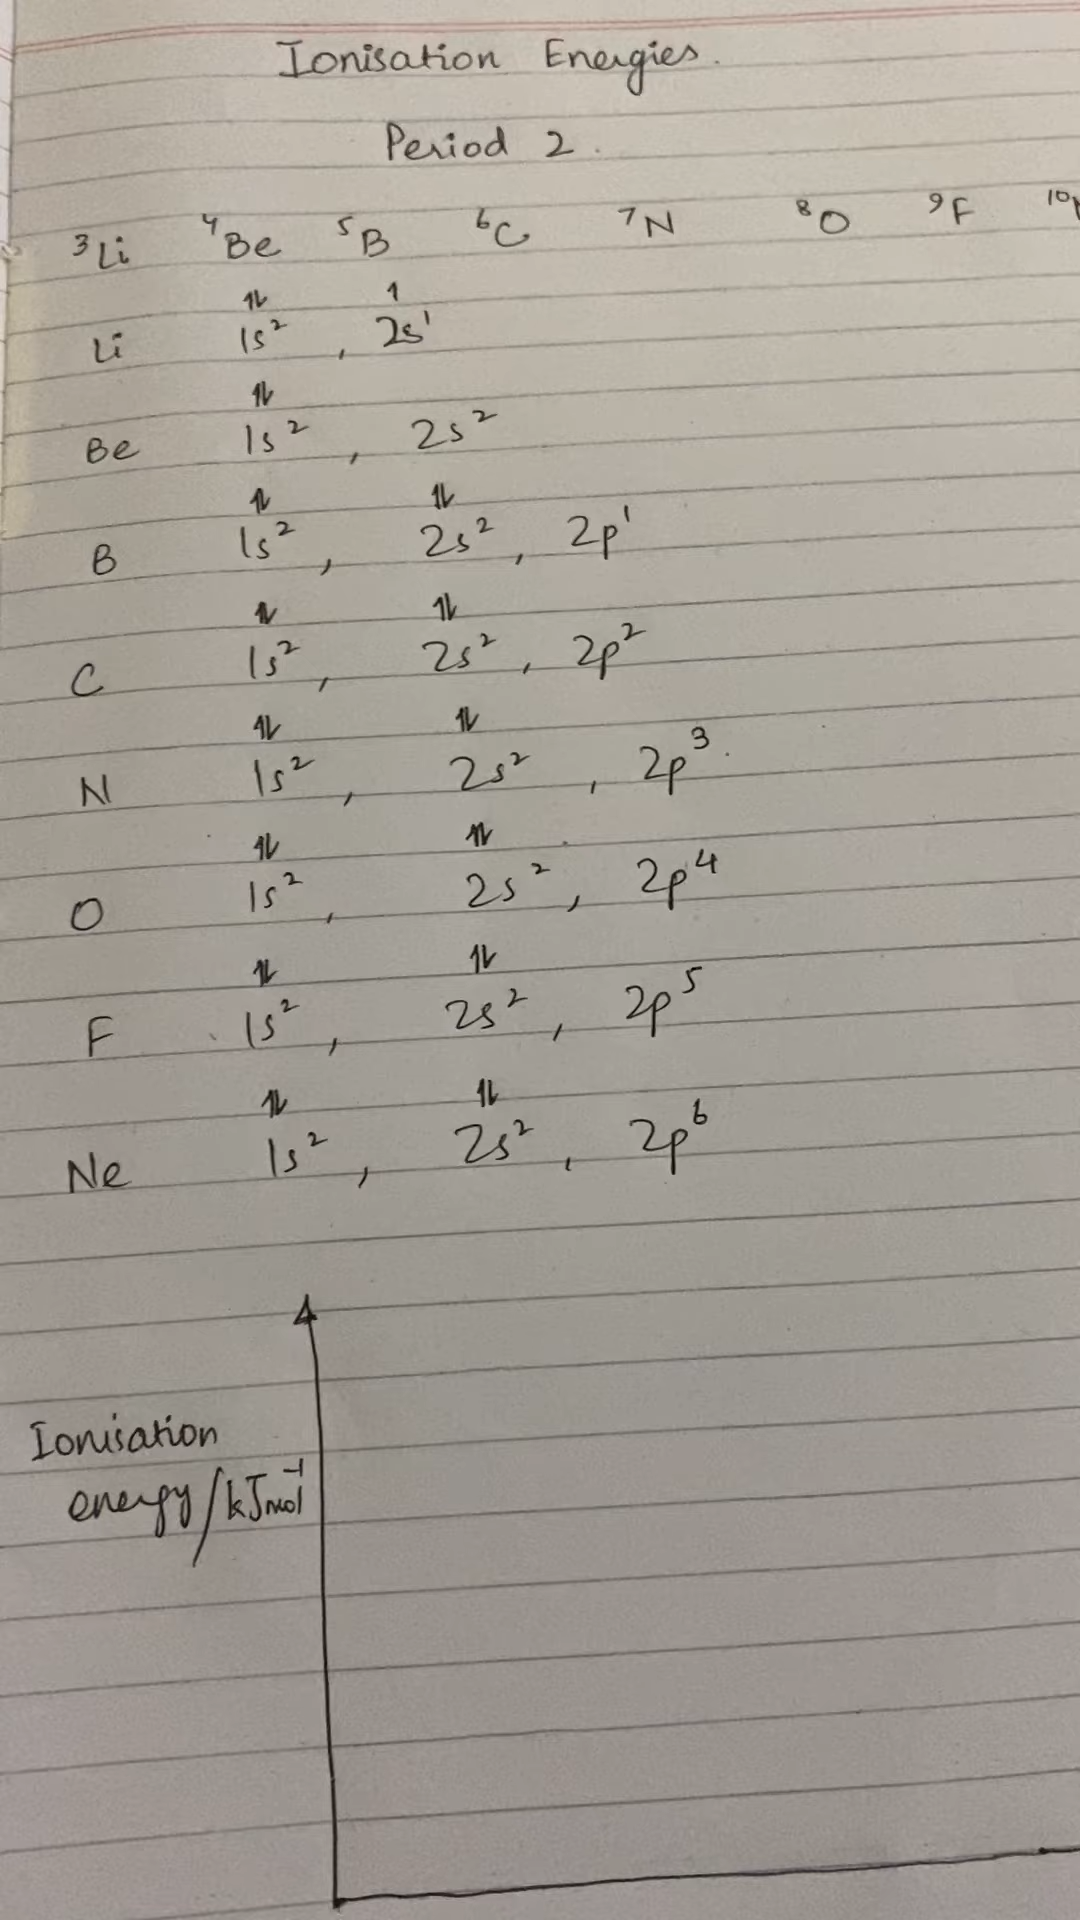 Ionisation Energies.
Period 2.
³Li ⁴Be ⁵B ⁶C ⁷N ⁸O ⁹F ¹⁰
⥮ ↑
Li 1s², 2s¹
⥮
Be 1s², 2s²
⥮ ⥮
B 1s², 2s², 2p¹
⥮ ⥮
C 1s², 2s², 2p²
⥮ ⥮
N 1s², 2s², 2p³.
⥮ ⥮
O 1s², 2s², 2p⁴
⥮ ⥮
F 1s², 2s², 2p⁵
⥮ ⥮
Ne 1s², 2s², 2p⁶
Ionisation
energy/kJmol⁻¹